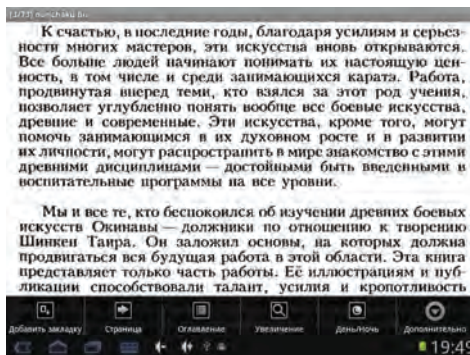 [1/73] nunchaku
К счастью, в последние годы, благодаря усилиям и серьез-
ности многих мастеров, эти искусства вновь открываются.
Все больше людей начинают понимать их настоящую цен-
ность, в том числе и среди занимающихся каратэ. Работа,
продвинутая вперед теми, кто взялся за этот род учения,
позволяет углубленно понять вообще все боевые искусства,
древние и современные. Эти искусства, кроме того, могут
помочь занимающимся в их духовном росте и в развитии
их личности, могут распространить в мире знакомство с этими
древними дисциплинами — достойными быть введенными в
воспитательные программы на все уровни.
Мы и все те, кто беспокоился об изучении древних боевых
искусств Окинавы — должники по отношению к творению
Шинкен Таира. Он заложил основы, на которых должна
продвигаться вся будущая работа в этой области. Эта книга
представляет только часть работы. Её иллюстрациям и пуб-
ликации способствовали талант, усилия и кропотливость
Добавить закладку Страница Оглавление Увеличение День/Ночь Дополнительно
19:49